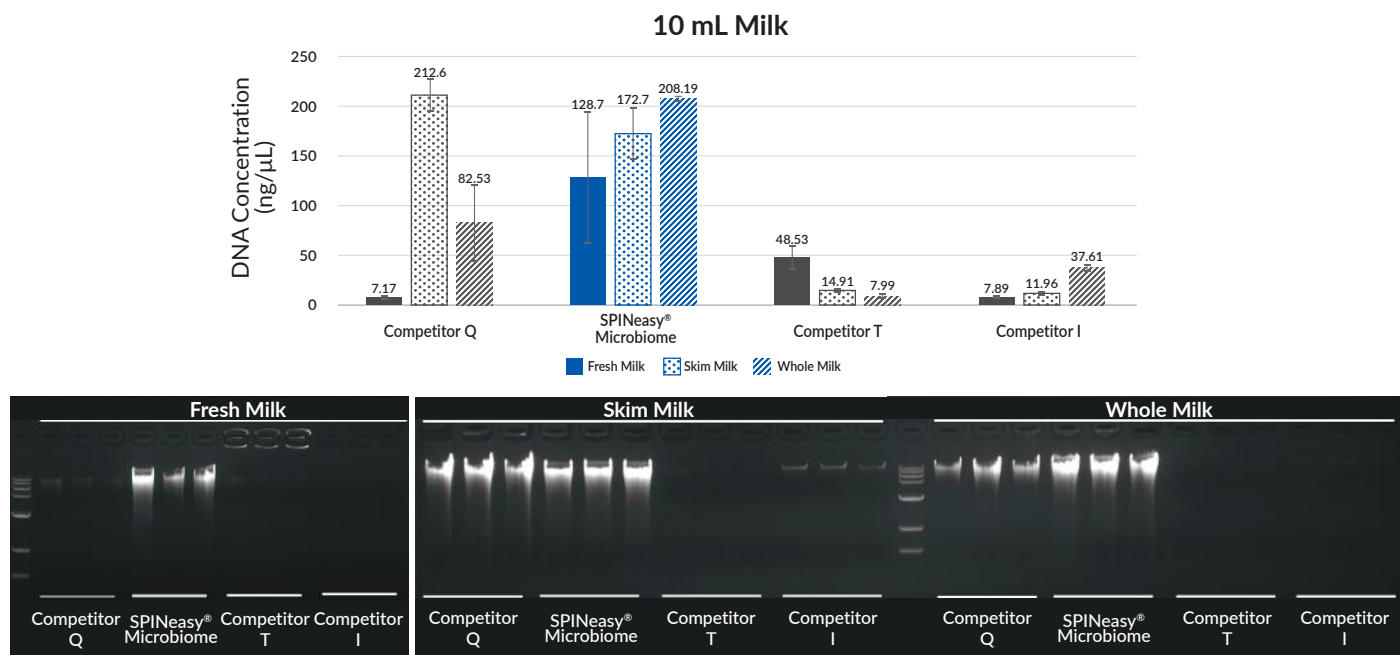 10 mL Milk
DNA Concentration
(ng/µL)
250
200
150
100
50
0
7.17
212.6
82.53
128.7
172.7
208.19
48.53
14.91
7.99
7.89
11.96
37.61
Competitor Q
SPINeasy®
Microbiome
Competitor T
Competitor I
Fresh Milk
Skim Milk
Whole Milk
Fresh Milk
Competitor
Q
SPINeasy®
Microbiome
Competitor
T
Competitor
I
Skim Milk
Competitor
Q
SPINeasy®
Microbiome
Competitor
T
Competitor
I
Whole Milk
Competitor
Q
SPINeasy®
Microbiome
Competitor
T
Competitor
I